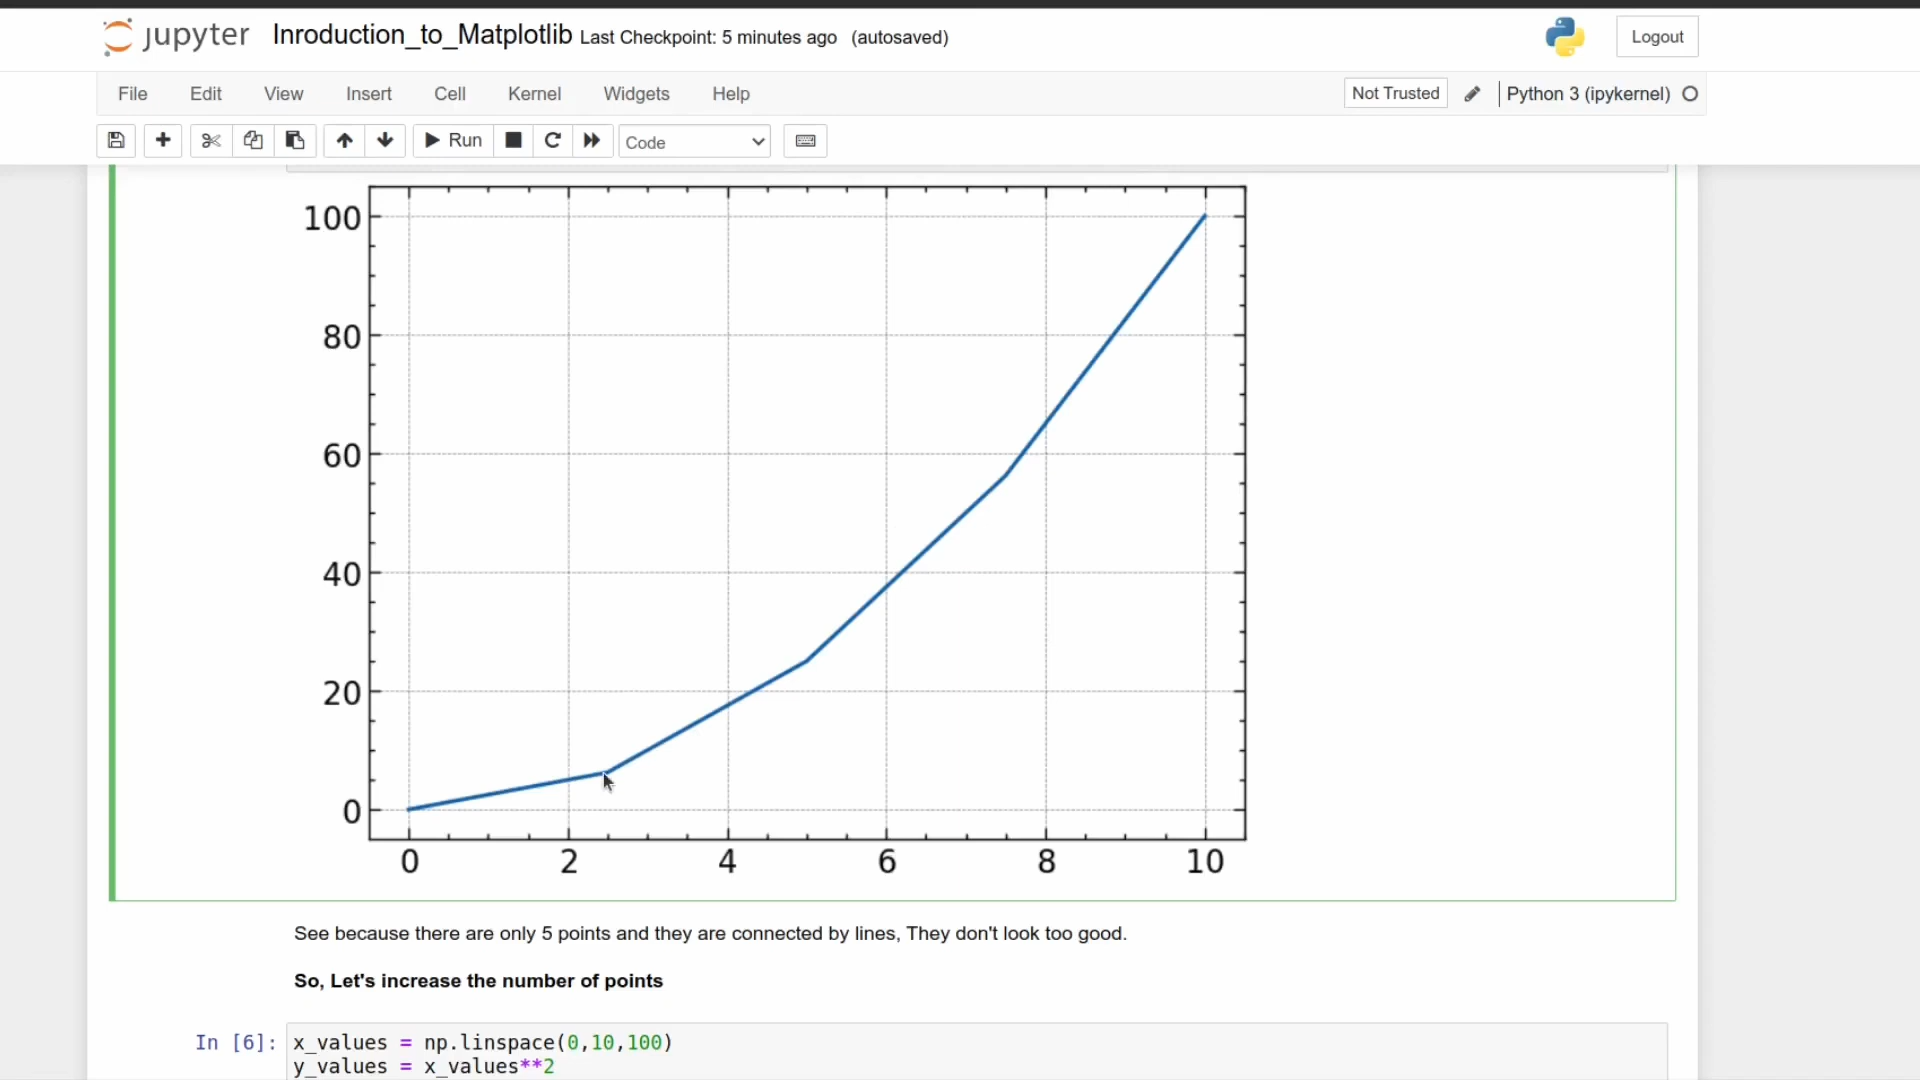 jupyter Inroduction_to_Matplotlib Last Checkpoint: 5 minutes ago (autosaved) Logout
File Edit View Insert Cell Kernel Widgets Help Not Trusted Python 3 (ipykernel)
Run Code
100
80
60
40
20
0
0 2 4 6 8 10
See because there are only 5 points and they are connected by lines, They don't look too good.
So, Let's increase the number of points
In [6]: x_values = np.linspace(0,10,100)
y_values = x_values**2